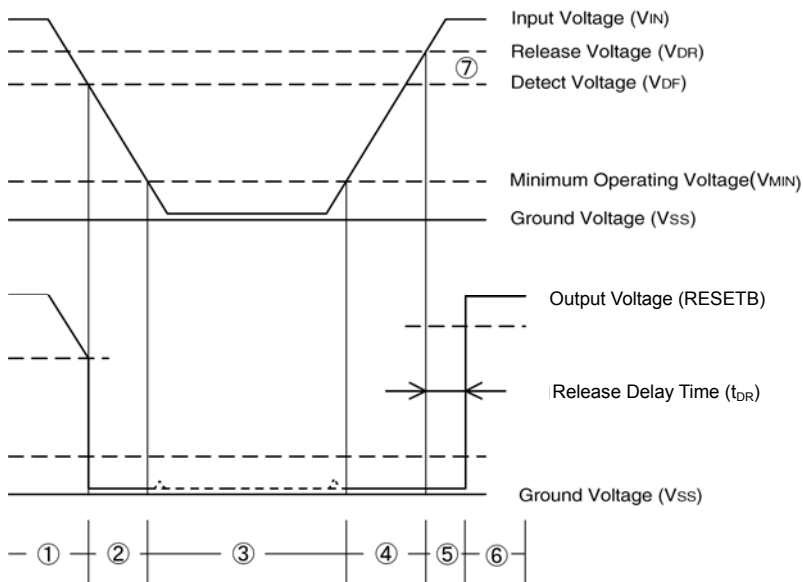 Input Voltage (VIN)
Release Voltage (VDR)
⑦
Detect Voltage (VDF)
Minimum Operating Voltage(VMIN)
Ground Voltage (VSS)
Output Voltage (RESETB)
Release Delay Time (tDR)
Ground Voltage (VSS)
① ② ③ ④ ⑤ ⑥